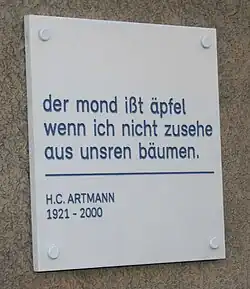 der mond ißt äpfel
wenn ich nicht zusehe
aus unsren bäumen.
H.C. ARTMANN
1921 - 2000